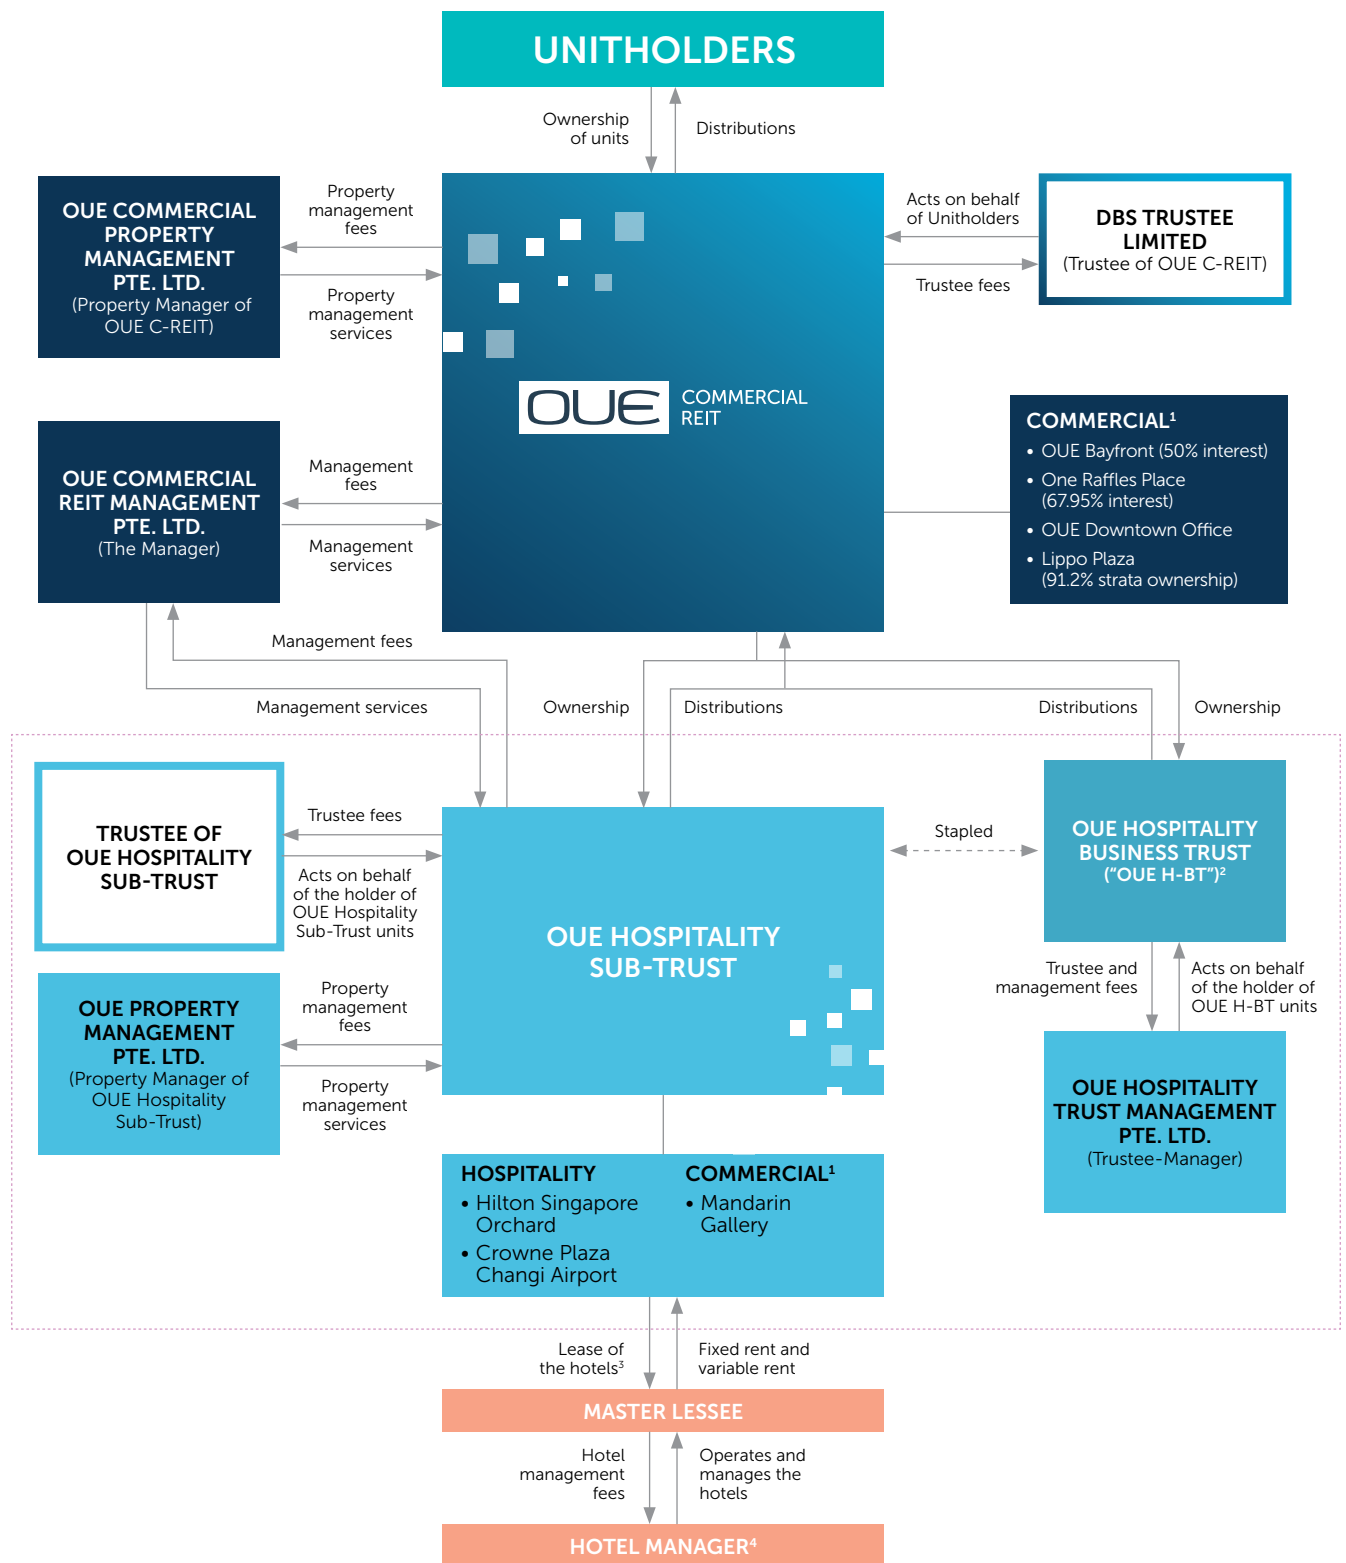 UNITHOLDERS
Ownership
of units
Distributions
OUE COMMERCIAL
PROPERTY
MANAGEMENT
PTE. LTD.
(Property Manager of
OUE C-REIT)
Property
management
fees
Property
management
services
Acts on behalf
of Unitholders
Trustee fees
DBS TRUSTEE
LIMITED
(Trustee of OUE C-REIT)
OUE
COMMERCIAL
REIT
COMMERCIAL¹
• OUE Bayfront (50% interest)
• One Raffles Place
(67.95% interest)
• OUE Downtown Office
• Lippo Plaza
(91.2% strata ownership)
OUE COMMERCIAL
REIT MANAGEMENT
PTE. LTD.
(The Manager)
Management
fees
Management
services
Management fees
Management services
Ownership
Distributions
Distributions
Ownership
TRUSTEE OF
OUE HOSPITALITY
SUB-TRUST
Trustee fees
Acts on behalf
of the holder of
OUE Hospitality
Sub-Trust units
OUE HOSPITALITY
SUB-TRUST
Stapled
OUE HOSPITALITY
BUSINESS TRUST
(“OUE H-BT”)²
Trustee and
management fees
Acts on behalf
of the holder of
OUE H-BT units
OUE PROPERTY
MANAGEMENT
PTE. LTD.
(Property Manager of
OUE Hospitality
Sub-Trust)
Property
management
fees
Property
management
services
OUE HOSPITALITY
TRUST MANAGEMENT
PTE. LTD.
(Trustee-Manager)
HOSPITALITY
• Hilton Singapore
Orchard
• Crowne Plaza
Changi Airport
COMMERCIAL¹
• Mandarin
Gallery
Lease of
the hotels³
Fixed rent and
variable rent
MASTER LESSEE
Hotel
management
fees
Operates and
manages the
hotels
HOTEL MANAGER⁴